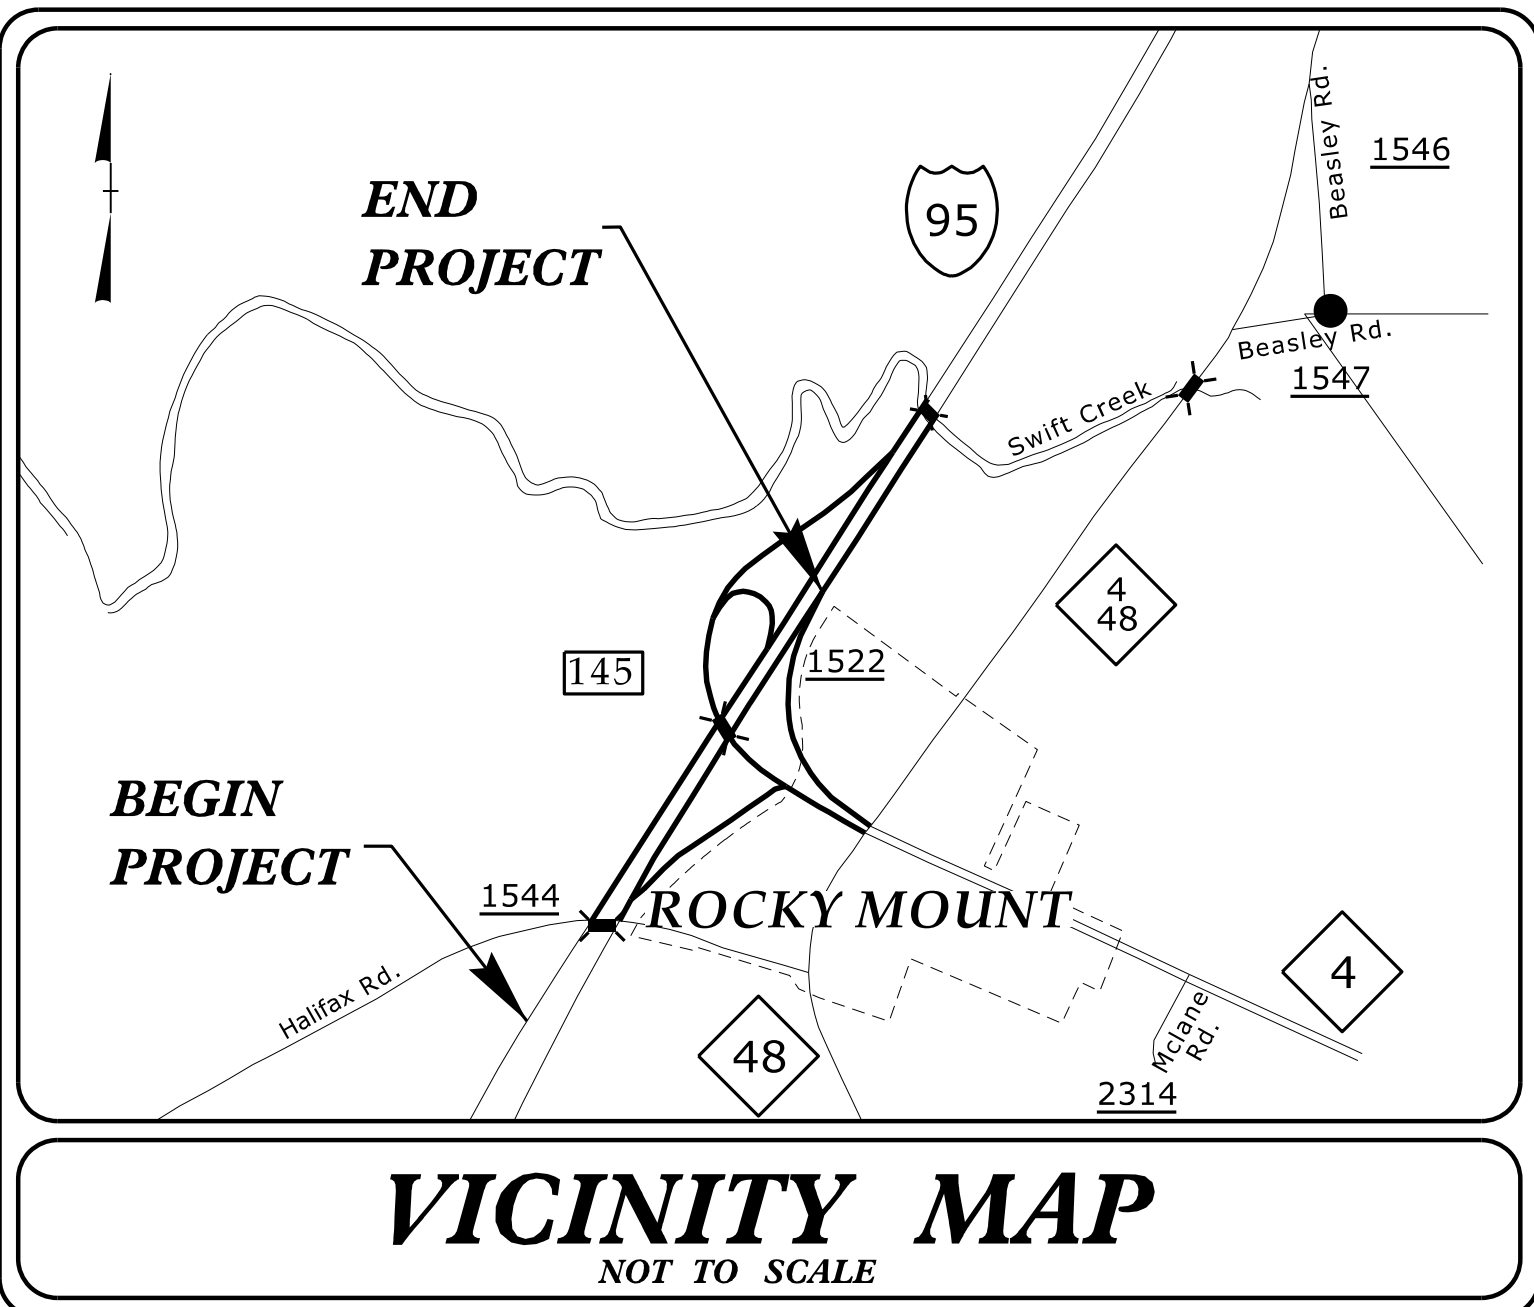 Beasley Rd.
1546
END
PROJECT
95
Beasley Rd.
1547
Swift Creek
4
48
1522
145
BEGIN
PROJECT
1544
ROCKY MOUNT
Halifax Rd.
4
48
Mclane
Rd.
2314
VICINITY MAP
NOT TO SCALE